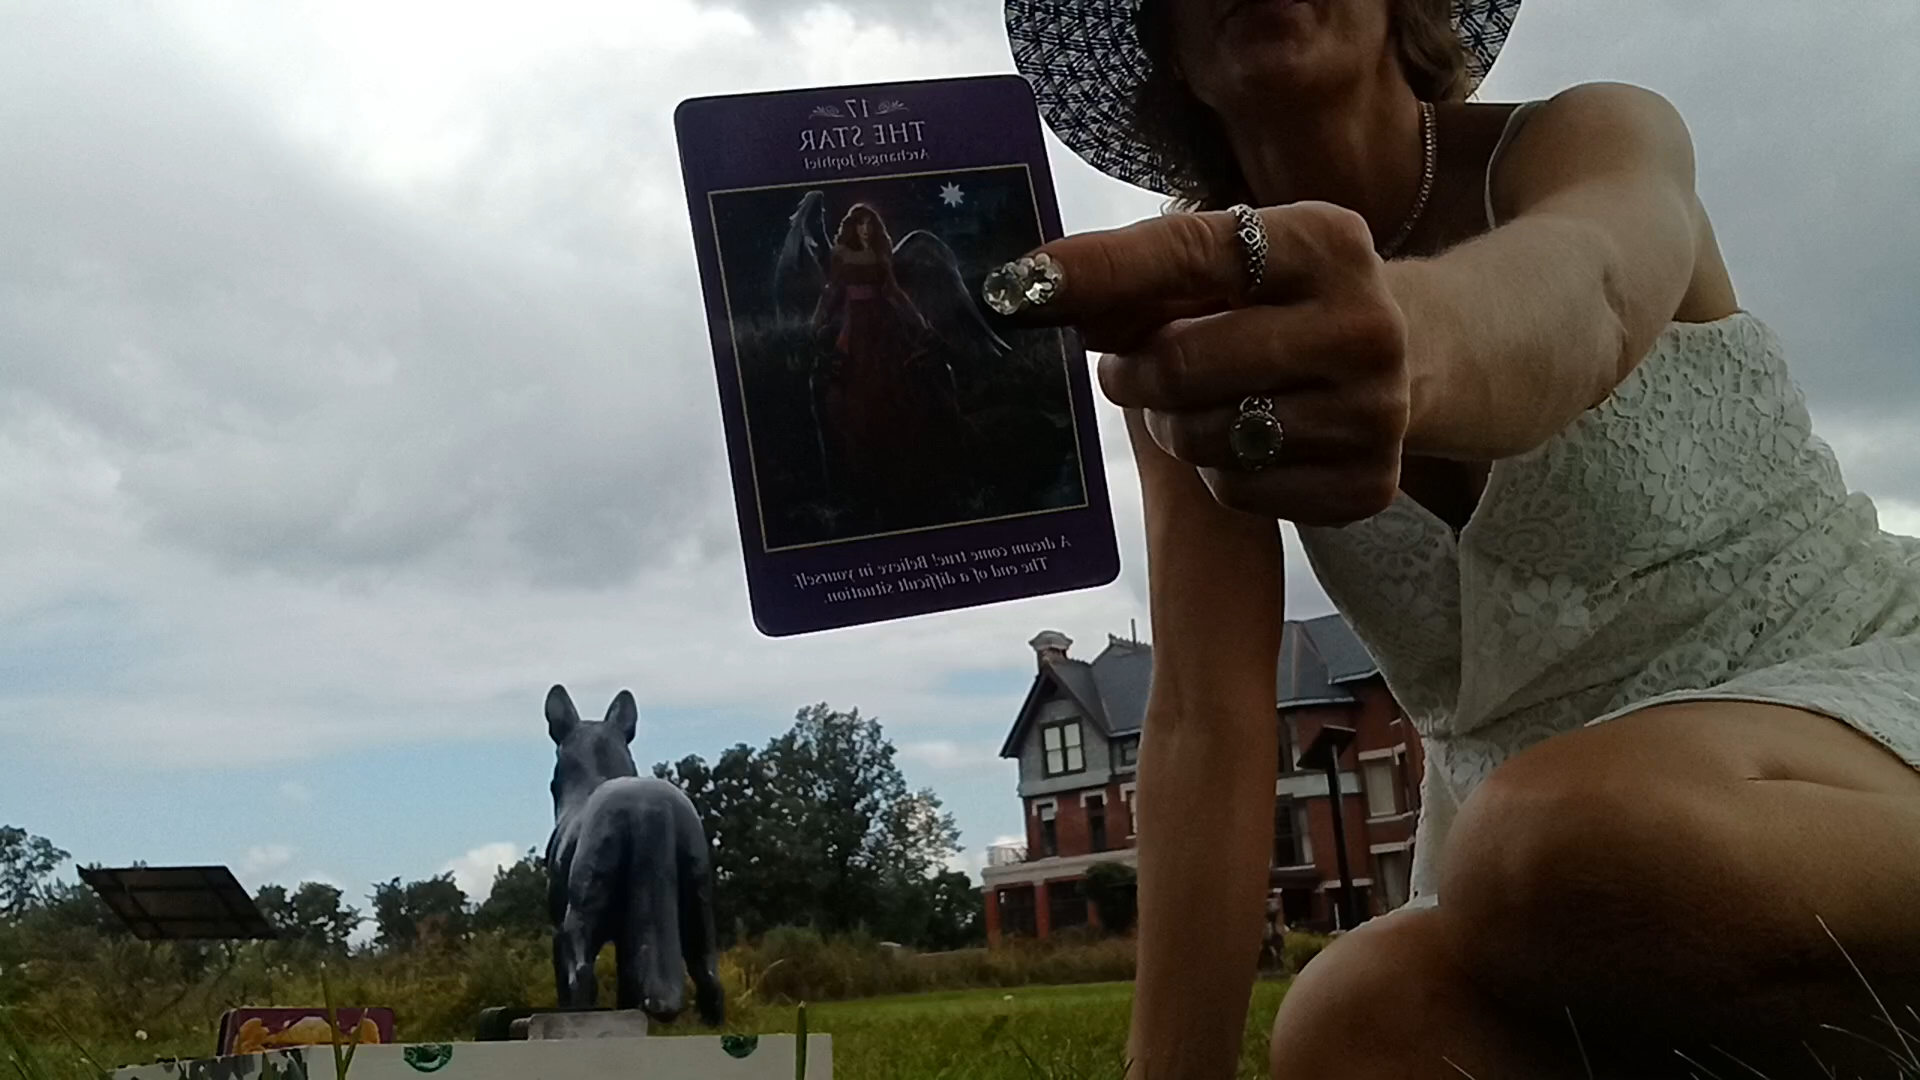 17
THE STAR
Archangel Jophiel
A dream come true! Believe in yourself.
The end of a difficult situation.